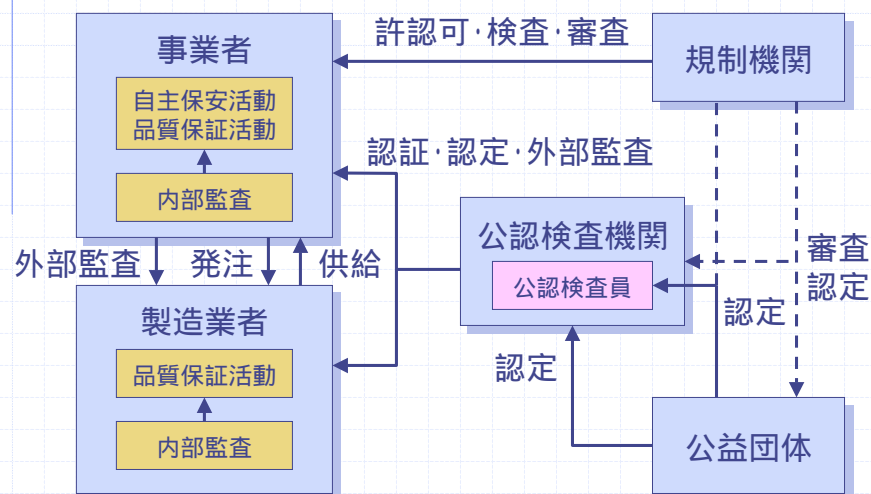 事業者
自主保安活動
品質保証活動
内部監査
許認可·検査·審査
規制機関
認証·認定·外部監査
公認検査機関
公認検査員
審査
認定
認定
認定
外部監査
発注
供給
製造業者
品質保証活動
内部監査
公益団体